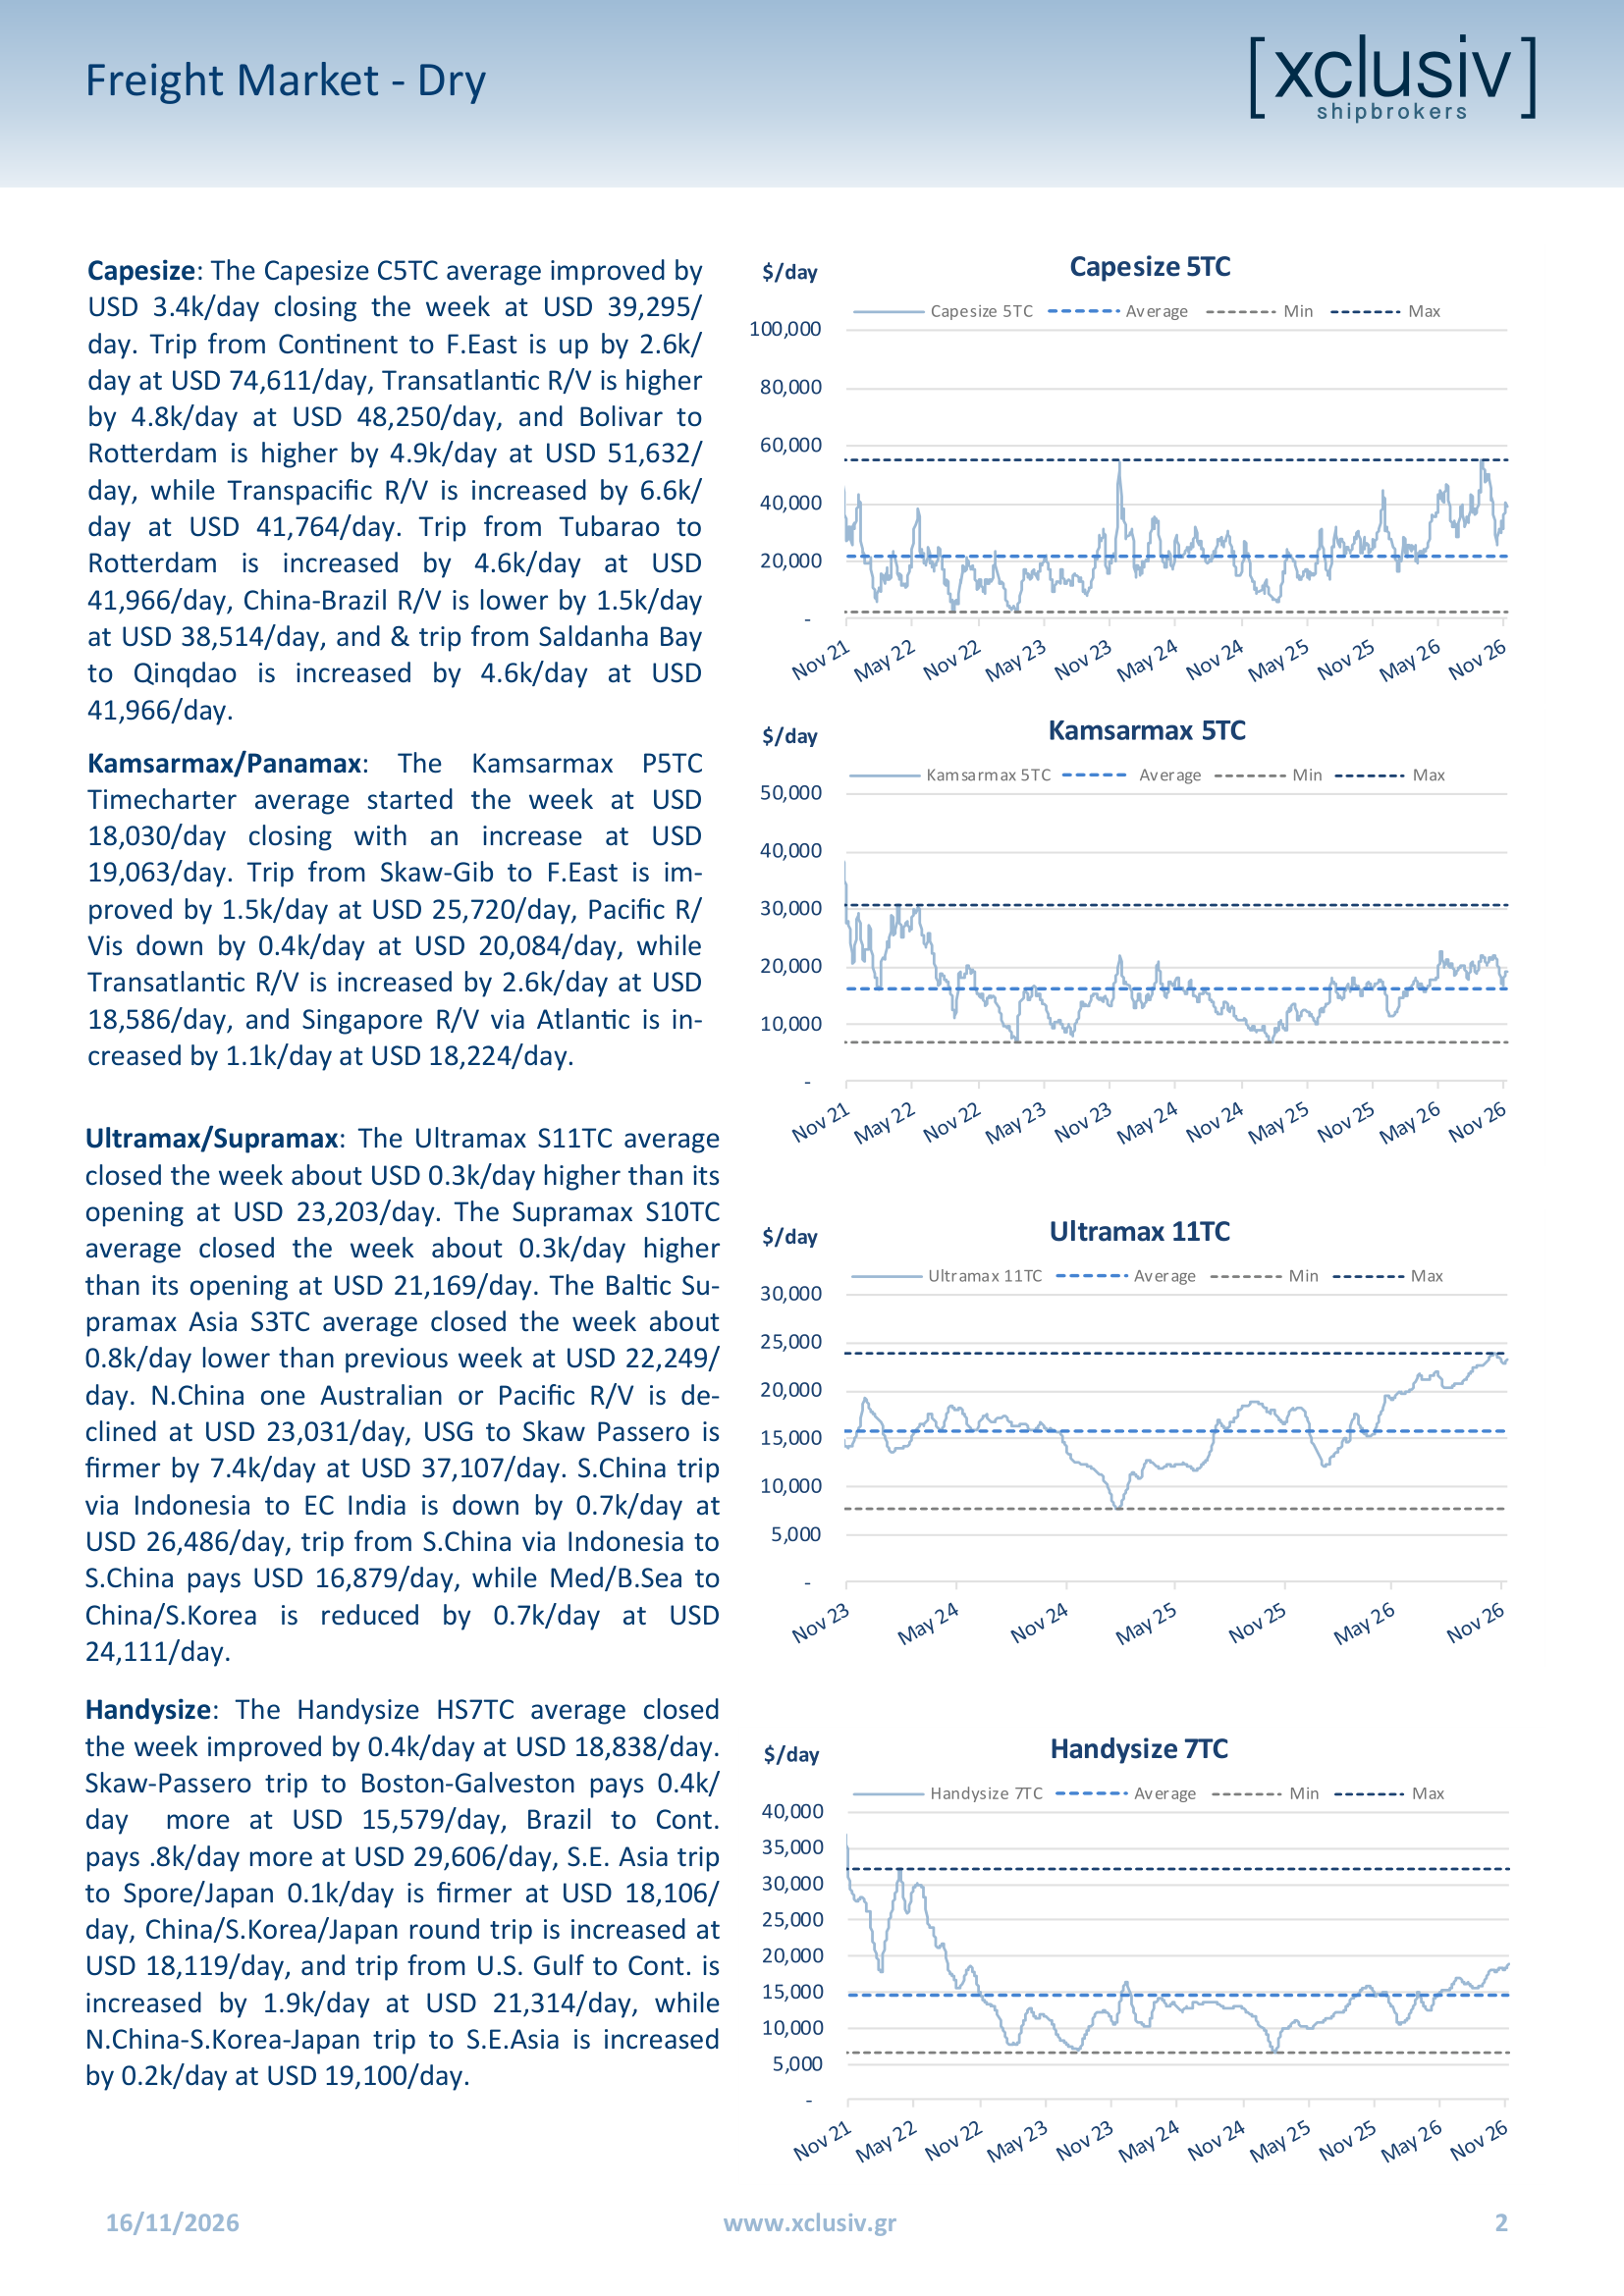 Freight Market - Dry
[xclusiv]
shipbrokers
Capesize: The Capesize C5TC average improved by
USD 3.4k/day closing the week at USD 39,295/
day. Trip from Continent to F.East is up by 2.6k/
day at USD 74,611/day, Transatlantic R/V is higher
by 4.8k/day at USD 48,250/day, and Bolivar to
Rotterdam is higher by 4.9k/day at USD 51,632/
day, while Transpacific R/V is increased by 6.6k/
day at USD 41,764/day. Trip from Tubarao to
Rotterdam is increased by 4.6k/day at USD
41,966/day, China-Brazil R/V is lower by 1.5k/day
at USD 38,514/day, and & trip from Saldanha Bay
to Qinqdao is increased by 4.6k/day at USD
41,966/day.
Kamsarmax/Panamax: The Kamsarmax P5TC
Timecharter average started the week at USD
18,030/day closing with an increase at USD
19,063/day. Trip from Skaw-Gib to F.East is im-
proved by 1.5k/day at USD 25,720/day, Pacific R/
Vis down by 0.4k/day at USD 20,084/day, while
Transatlantic R/V is increased by 2.6k/day at USD
18,586/day, and Singapore R/V via Atlantic is in-
creased by 1.1k/day at USD 18,224/day.
Ultramax/Supramax: The Ultramax S11TC average
closed the week about USD 0.3k/day higher than its
opening at USD 23,203/day. The Supramax S10TC
average closed the week about 0.3k/day higher
than its opening at USD 21,169/day. The Baltic Su-
pramax Asia S3TC average closed the week about
0.8k/day lower than previous week at USD 22,249/
day. N.China one Australian or Pacific R/V is de-
clined at USD 23,031/day, USG to Skaw Passero is
firmer by 7.4k/day at USD 37,107/day. S.China trip
via Indonesia to EC India is down by 0.7k/day at
USD 26,486/day, trip from S.China via Indonesia to
S.China pays USD 16,879/day, while Med/B.Sea to
China/S.Korea is reduced by 0.7k/day at USD
24,111/day.
Handysize: The Handysize HS7TC average closed
the week improved by 0.4k/day at USD 18,838/day.
Skaw-Passero trip to Boston-Galveston pays 0.4k/
day more at USD 15,579/day, Brazil to Cont.
pays .8k/day more at USD 29,606/day, S.E. Asia trip
to Spore/Japan 0.1k/day is firmer at USD 18,106/
day, China/S.Korea/Japan round trip is increased at
USD 18,119/day, and trip from U.S. Gulf to Cont. is
increased by 1.9k/day at USD 21,314/day, while
N.China-S.Korea-Japan trip to S.E.Asia is increased
by 0.2k/day at USD 19,100/day.
$/day
Capesize 5TC
Capesize 5TC Average Min Max
100,000
80,000
60,000
40,000
20,000
-
Nov 21 May 22 Nov 22 May 23 Nov 23 May 24 Nov 24 May 25 Nov 25 May 26 Nov 26
$/day
Kamsarmax 5TC
Kamsarmax 5TC Average Min Max
50,000
40,000
30,000
20,000
10,000
-
Nov 21 May 22 Nov 22 May 23 Nov 23 May 24 Nov 24 May 25 Nov 25 May 26 Nov 26
$/day
Ultramax 11TC
Ultramax 11TC Average Min Max
30,000
25,000
20,000
15,000
10,000
5,000
-
Nov 23 May 24 Nov 24 May 25 Nov 25 May 26 Nov 26
$/day
Handysize 7TC
Handysize 7TC Average Min Max
40,000
35,000
30,000
25,000
20,000
15,000
10,000
5,000
-
Nov 21 May 22 Nov 22 May 23 Nov 23 May 24 Nov 24 May 25 Nov 25 May 26 Nov 26
16/11/2026
www.xclusiv.gr
2